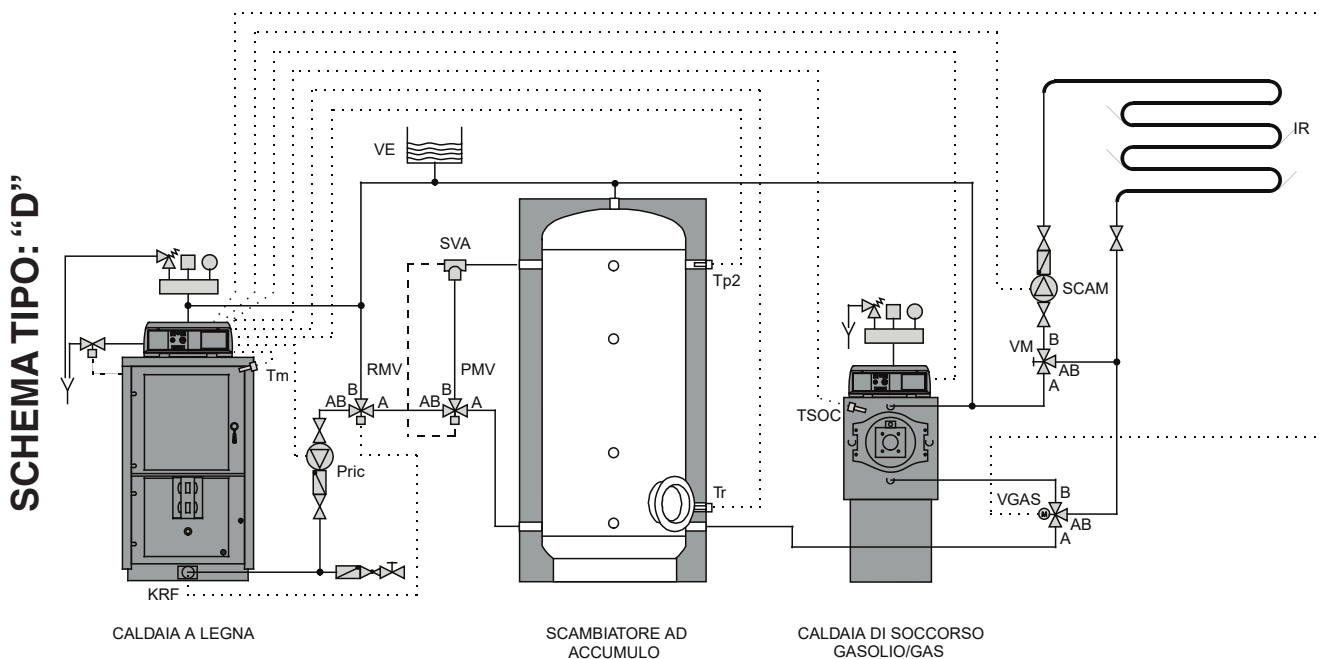 SCHEMA TIPO: “D”
VE
IR
SVA
Tp2
SCAM
VM
B
AB
A
Tm
RMV
PMV
B
AB
A
B
AB
A
TSOC
Pric
Tr
VGAS
B
M
AB
A
KRF
CALDAIA A LEGNA
SCAMBIATORE AD
ACCUMULO
CALDAIA DI SOCCORSO
GASOLIO/GAS